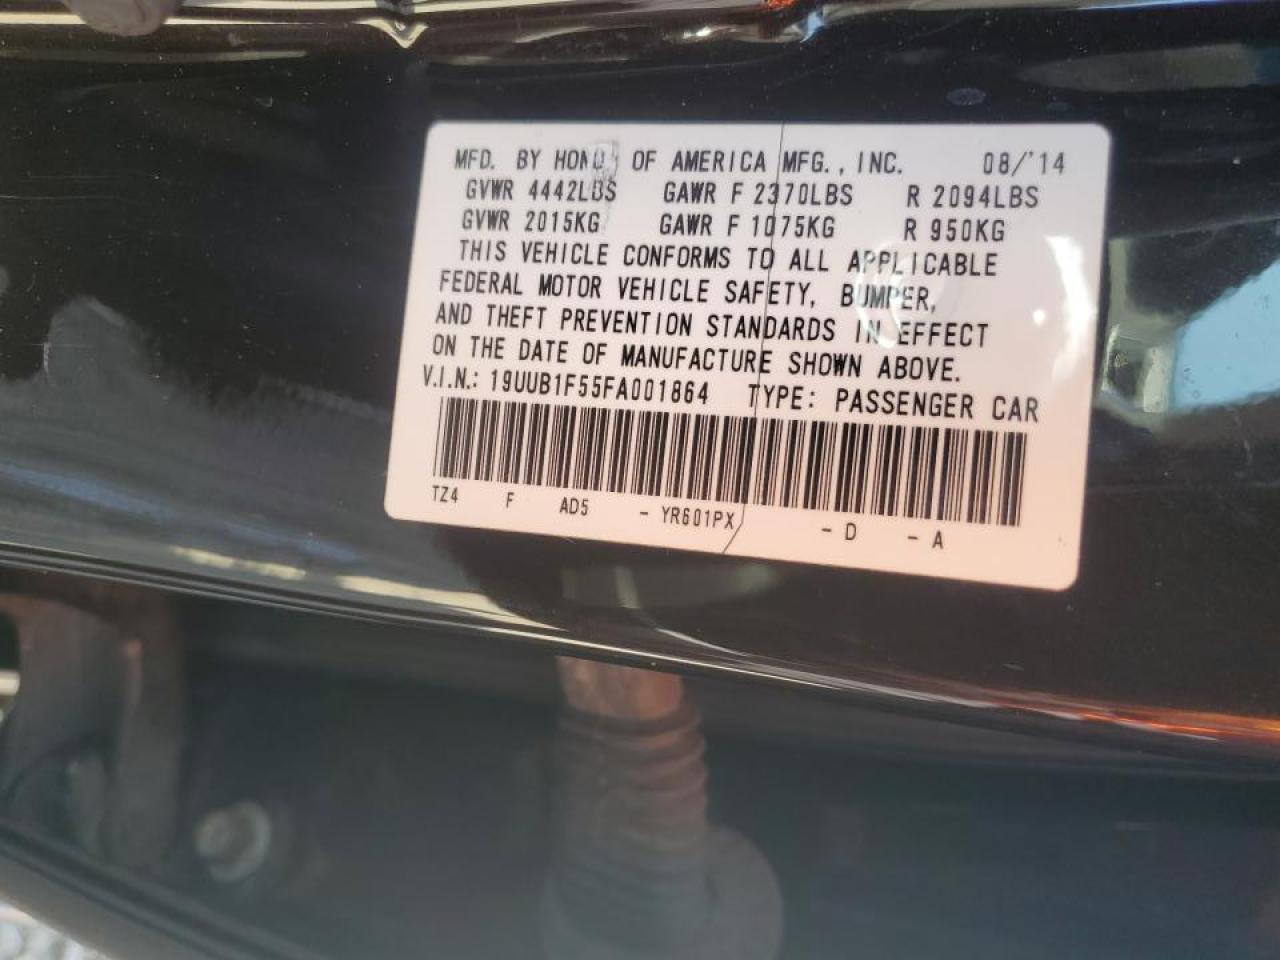 MFD. BY HONDA OF AMERICA MFG., INC. 08/'14
GVWR 4442LBS GAWR F 2370LBS R 2094LBS
GVWR 2015KG GAWR F 1075KG R 950KG
THIS VEHICLE CONFORMS TO ALL APPLICABLE
FEDERAL MOTOR VEHICLE SAFETY, BUMPER,
AND THEFT PREVENTION STANDARDS IN EFFECT
ON THE DATE OF MANUFACTURE SHOWN ABOVE.
V.I.N.: 19UUB1F55FA001864 TYPE: PASSENGER CAR
TZ4 F AD5 - YR601PX - D - A